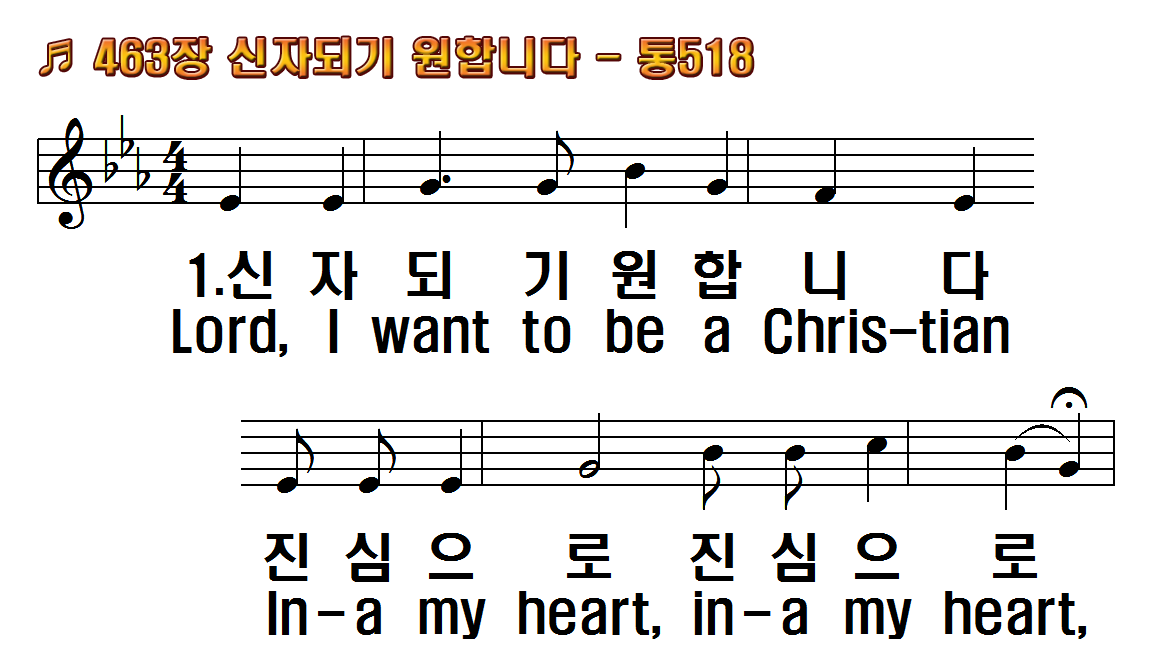 ♬ 463장 신자되기 원합니다 - 통518
4
4
1.신 자 되 기 원 합 니 다
Lord, I want to be a Chris-tian
진 심 으 로 진 심 으 로
In-a my heart, in-a my heart,